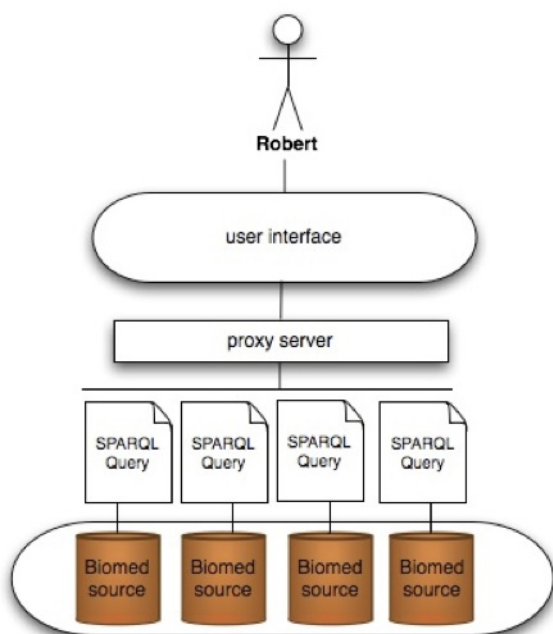 Robert
user interface
proxy server
SPARQL
Query
SPARQL
Query
SPARQL
Query
SPARQL
Query
Biomed
source
Biomed
source
Biomed
source
Biomed
source